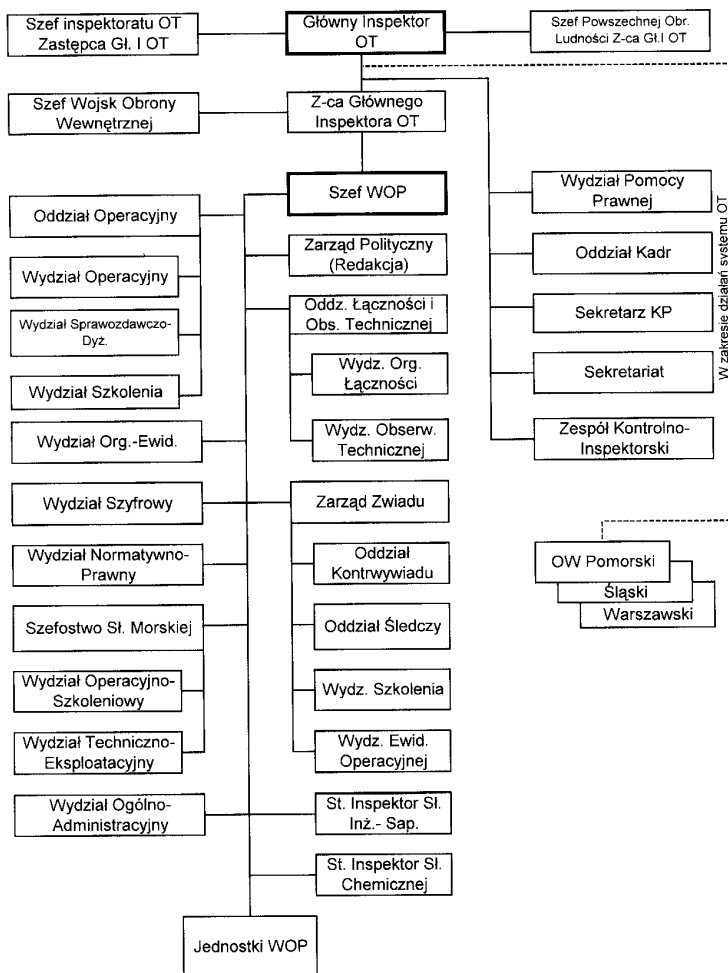 Szef inspektoratu OT
Zastępca Gł. I OT
Główny Inspektor
OT
Szef Powszechnej Obr.
Ludności Z-ca Gł.I OT
Szef Wojsk Obrony
Wewnętrznej
Z-ca Głównego
Inspektora OT
Szef WOP
Oddział Operacyjny
Wydział Operacyjny
Wydział Sprawozdawczo-
Dyż.
Wydział Szkolenia
Wydział Org.-Ewid.
Wydział Szyfrowy
Wydział Normatywno-
Prawny
Szefostwo Sł. Morskiej
Wydział Operacyjno-
Szkoleniowy
Wydział Techniczno-
Eksploatacyjny
Wydział Ogólno-
Administracyjny
Zarząd Polityczny
(Redakcja)
Oddz. Łączności i
Obs. Technicznej
Wydz. Org.
Łączności
Wydz. Obserw.
Technicznej
Zarząd Zwiadu
Oddział
Kontrwywiadu
Oddział Śledczy
Wydz. Szkolenia
Wydz. Ewid.
Operacyjnej
St. Inspektor Sł.
Inż.- Sap.
St. Inspektor Sł.
Chemicznej
Jednostki WOP
Wydział Pomocy
Prawnej
Oddział Kadr
Sekretarz KP
Sekretariat
Zespół Kontrolno-
Inspektorski
W zakresie działań systemu OT
OW Pomorski
Śląski
Warszawski